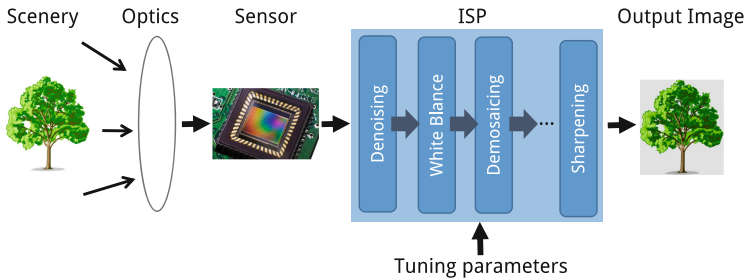 Scenery
Optics
Sensor
ISP
Output Image
Denoising
White Blance
Demosaicing
...
Sharpening
Tuning parameters